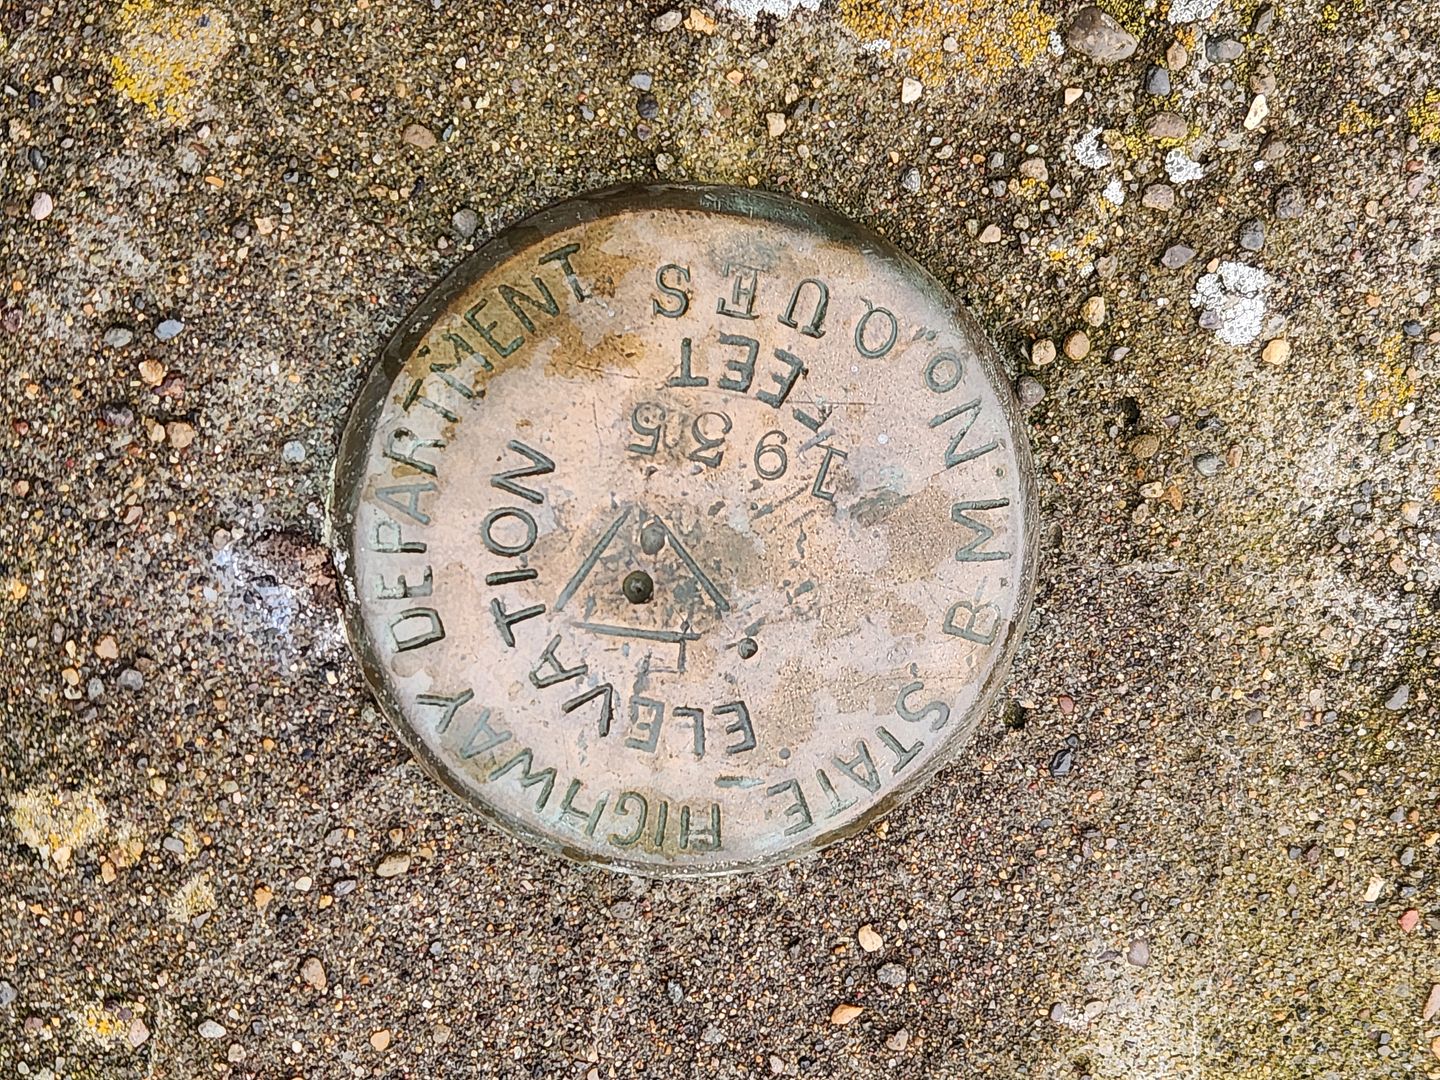 STATE HIGHWAY DEPARTMENT
B.M. NO. QUES
ELEVATION
FEET
1935